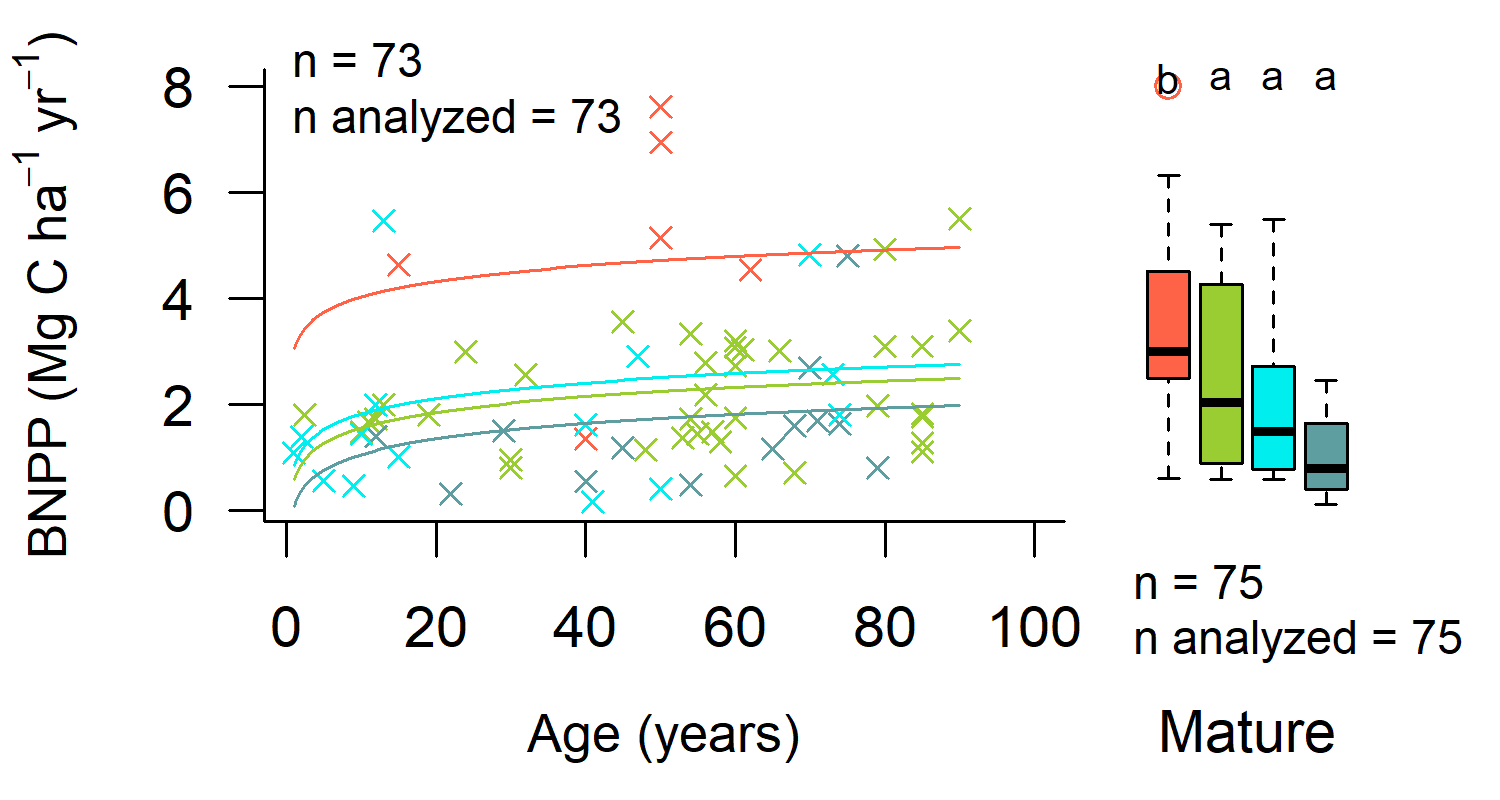 n = 73
n analyzed = 73
BNPP (Mg C ha⁻¹ yr⁻¹)
8
6
4
2
0
0 20 40 60 80 100
Age (years)
b a a a
n = 75
n analyzed = 75
Mature